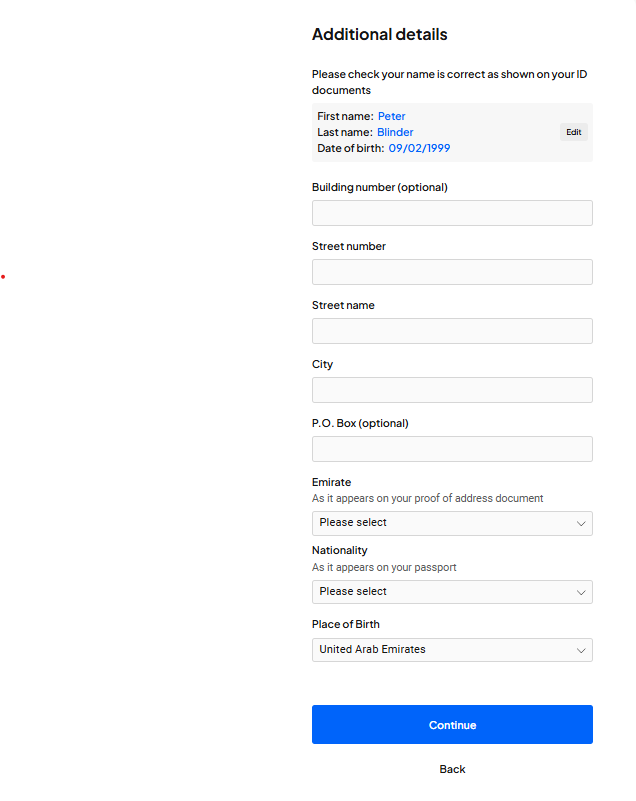 Additional details
Please check your name is correct as shown on your ID
documents
First name: Peter
Last name: Blinder
Date of birth: 09/02/1999
Edit
Building number (optional)
Street number
Street name
City
P.O. Box (optional)
Emirate
As it appears on your proof of address document
Please select
Nationality
As it appears on your passport
Please select
Place of Birth
United Arab Emirates
Continue
Back